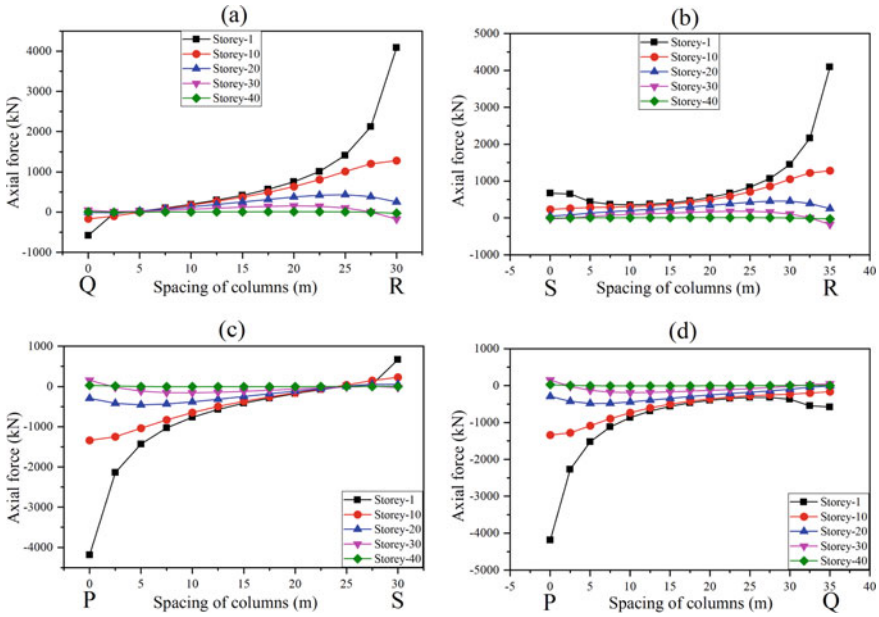 (a)
Axial force (kN)
4000
3000
2000
1000
0
-1000
Storey-1
Storey-10
Storey-20
Storey-30
Storey-40
0 5 10 15 20 25 30
Q R
Spacing of columns (m)
(b)
Axial force (kN)
5000
4000
3000
2000
1000
0
-1000
Storey-1
Storey-10
Storey-20
Storey-30
Storey-40
-5 0 5 10 15 20 25 30 35 40
S R
Spacing of columns (m)
(c)
Axial force (kN)
1000
0
-1000
-2000
-3000
-4000
Storey-1
Storey-10
Storey-20
Storey-30
Storey-40
0 5 10 15 20 25 30
P S
Spacing of columns (m)
(d)
Axial force (kN)
1000
0
-1000
-2000
-3000
-4000
-5000
Storey-1
Storey-10
Storey-20
Storey-30
Storey-40
-5 0 5 10 15 20 25 30 35 40
P Q
Spacing of columns (m)